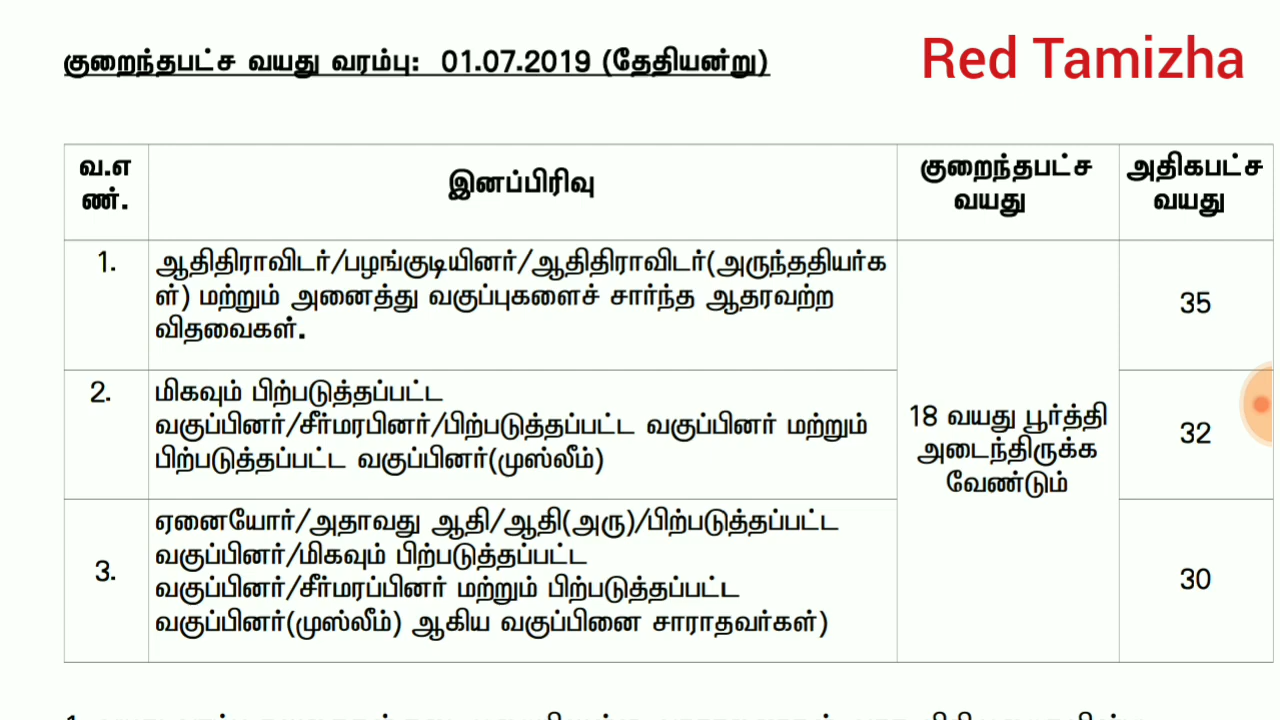 குறைந்தபட்ச வயது வரம்பு: 01.07.2019 (தேதியன்று)
Red Tamizha
வ.எ
ண்.
இனப்பிரிவு
குறைந்தபட்ச
வயது
அதிகபட்ச
வயது
1.
ஆதிதிராவிடர்/பழங்குடியினர்/ஆதிதிராவிடர்(அருந்ததியர்க
ள்) மற்றும் அனைத்து வகுப்புகளைச் சார்ந்த ஆதரவற்ற
விதவைகள்.
35
2.
மிகவும் பிற்படுத்தப்பட்ட
வகுப்பினர்/சீர்மரபினர்/பிற்படுத்தப்பட்ட வகுப்பினர் மற்றும்
பிற்படுத்தப்பட்ட வகுப்பினர்(முஸ்லீம்)
18 வயது பூர்த்தி
அடைந்திருக்க
வேண்டும்
32
3.
ஏனையோர்/அதாவது ஆதி/ஆதி(அரு)/பிற்படுத்தப்பட்ட
வகுப்பினர்/மிகவும் பிற்படுத்தப்பட்ட
வகுப்பினர்/சீர்மரப்பினர் மற்றும் பிற்படுத்தப்பட்ட
வகுப்பினர்(முஸ்லீம்) ஆகிய வகுப்பினை சாராதவர்கள்)
30